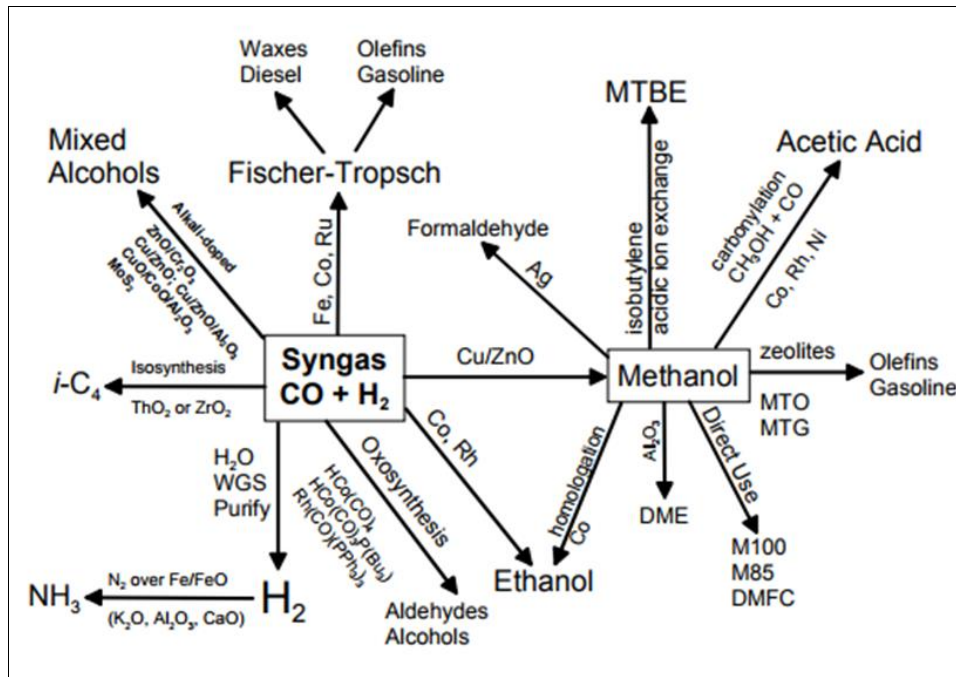 Waxes
Diesel
Olefins
Gasoline
MTBE
Mixed
Alcohols
Fischer-Tropsch
Acetic Acid
Formaldehyde
Alkali-doped
ZnO/Cr₂O₃
Cu/ZnO; Cu/ZnO/Al₂O₃
CuO/CoO/Al₂O₃
MoS₂
Fe, Co, Ru
Ag
isobutylene
acidic ion exchange
carbonylation
CH₃OH + CO
Co, Rh, Ni
Syngas
CO + H₂
Cu/ZnO
Methanol
zeolites
MTO
MTG
Olefins
Gasoline
i-C₄
Isosynthesis
ThO₂ or ZrO₂
H₂O
WGS
Purify
Oxosynthesis
HCo(CO)₄
HCo(CO)₃P(Bu₃)
Rh(CO)(PPh₃)₃
Co, Rh
homologation
Co
Al₂O₃
Direct Use
DME
M100
M85
DMFC
Ethanol
Aldehydes
Alcohols
NH₃
N₂ over Fe/FeO
(K₂O, Al₂O₃, CaO)
H₂